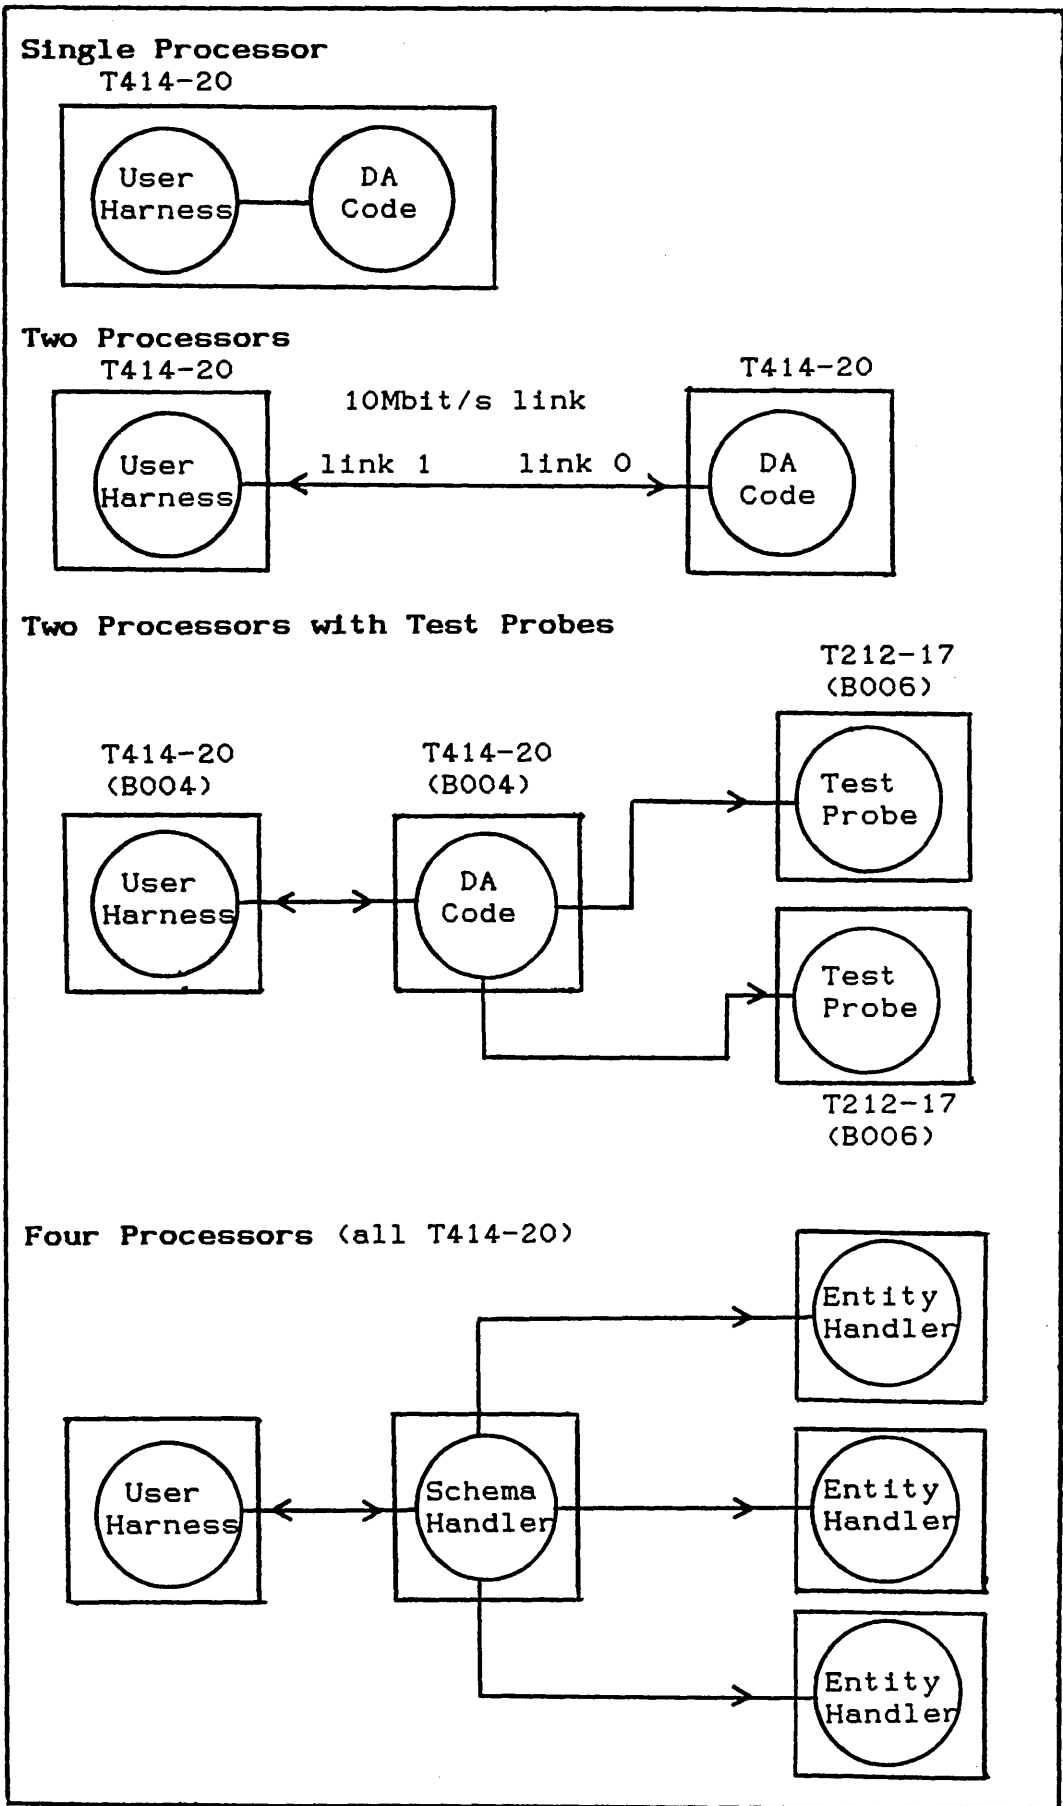 Single Processor
T414-20
User
Harness
DA
Code
Two Processors
T414-20
T414-20
10Mbit/s link
link 1
link 0
User
Harness
DA
Code
Two Processors with Test Probes
T212-17
(B006)
T414-20
(B004)
T414-20
(B004)
Test
Probe
User
Harness
DA
Code
Test
Probe
T212-17
(B006)
Four Processors (all T414-20)
Entity
Handler
User
Harness
Schema
Handler
Entity
Handler
Entity
Handler